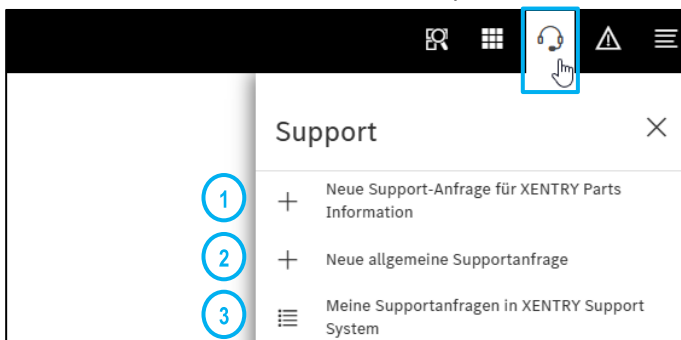 Support
1
Neue Support-Anfrage für XENTRY Parts
Information
2
Neue allgemeine Supportanfrage
3
Meine Supportanfragen in XENTRY Support
System